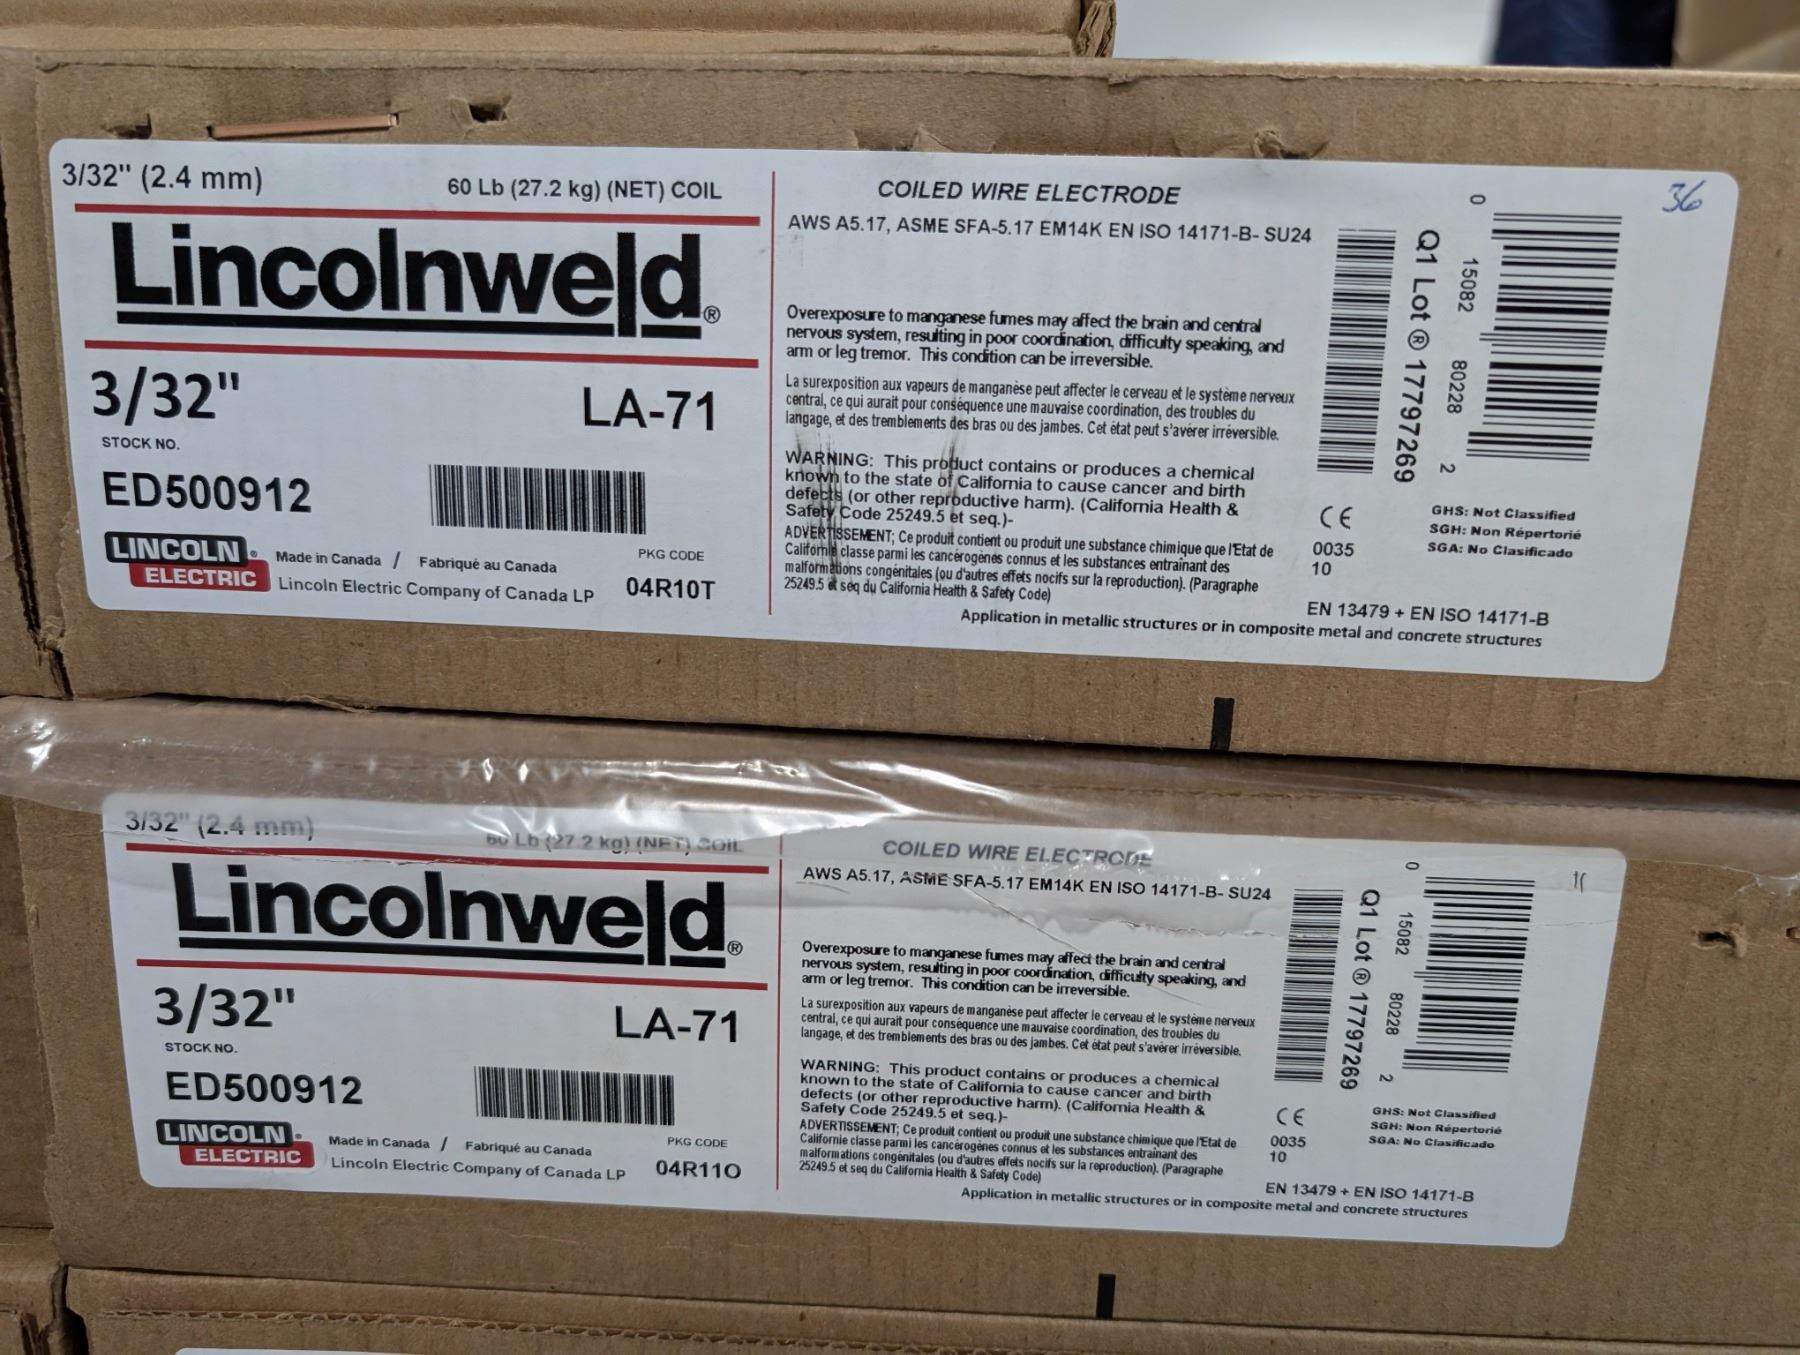 3/32" (2.4 mm)
60 Lb (27.2 kg) (NET) COIL
Lincolnweld®
3/32"
LA-71
STOCK NO.
ED500912
LINCOLN ®
ELECTRIC
Made in Canada / Fabriqué au Canada
Lincoln Electric Company of Canada LP
PKG CODE
04R10T
COILED WIRE ELECTRODE
AWS A5.17, ASME SFA-5.17 EM14K EN ISO 14171-B- SU24
Overexposure to manganese fumes may affect the brain and central
nervous system, resulting in poor coordination, difficulty speaking, and
arm or leg tremor. This condition can be irreversible.
La surexposition aux vapeurs de manganèse peut affecter le cerveau et le système nerveux
central, ce qui aurait pour conséquence une mauvaise coordination, des troubles du
langage, et des tremblements des bras ou des jambes. Cet état peut s'avérer irréversible.
WARNING: This product contains or produces a chemical
known to the state of California to cause cancer and birth
defects (or other reproductive harm). (California Health &
Safety Code 25249.5 et seq.)-
ADVERTISSEMENT; Ce produit contient ou produit une substance chimique que l'Etat de
Californie classe parmi les cancérogènes connus et les substances entraînant des
malformations congénitales (ou d'autres effets nocifs sur la reproduction). (Paragraphe
25249.5 et seq du California Health & Safety Code)
Q1 Lot ® 17797269
0 15082 80228 2
36
CE
0035
10
GHS: Not Classified
SGH: Non Répertorié
SGA: No Clasificado
EN 13479 + EN ISO 14171-B
Application in metallic structures or in composite metal and concrete structures
3/32" (2.4 mm)
60 Lb (27.2 kg) (NET) COIL
Lincolnweld®
3/32"
LA-71
STOCK NO.
ED500912
LINCOLN ®
ELECTRIC
Made in Canada / Fabriqué au Canada
Lincoln Electric Company of Canada LP
PKG CODE
04R11O
COILED WIRE ELECTRODE
AWS A5.17, ASME SFA-5.17 EM14K EN ISO 14171-B- SU24
Overexposure to manganese fumes may affect the brain and central
nervous system, resulting in poor coordination, difficulty speaking, and
arm or leg tremor. This condition can be irreversible.
La surexposition aux vapeurs de manganèse peut affecter le cerveau et le système nerveux
central, ce qui aurait pour conséquence une mauvaise coordination, des troubles du
langage, et des tremblements des bras ou des jambes. Cet état peut s'avérer irréversible.
WARNING: This product contains or produces a chemical
known to the state of California to cause cancer and birth
defects (or other reproductive harm). (California Health &
Safety Code 25249.5 et seq.)-
ADVERTISSEMENT; Ce produit contient ou produit une substance chimique que l'Etat de
Californie classe parmi les cancérogènes connus et les substances entraînant des
malformations congénitales (ou d'autres effets nocifs sur la reproduction). (Paragraphe
25249.5 et seq du California Health & Safety Code)
Q1 Lot ® 17797269
0 15082 80228 2
CE
0035
10
GHS: Not Classified
SGH: Non Répertorié
SGA: No Clasificado
EN 13479 + EN ISO 14171-B
Application in metallic structures or in composite metal and concrete structures